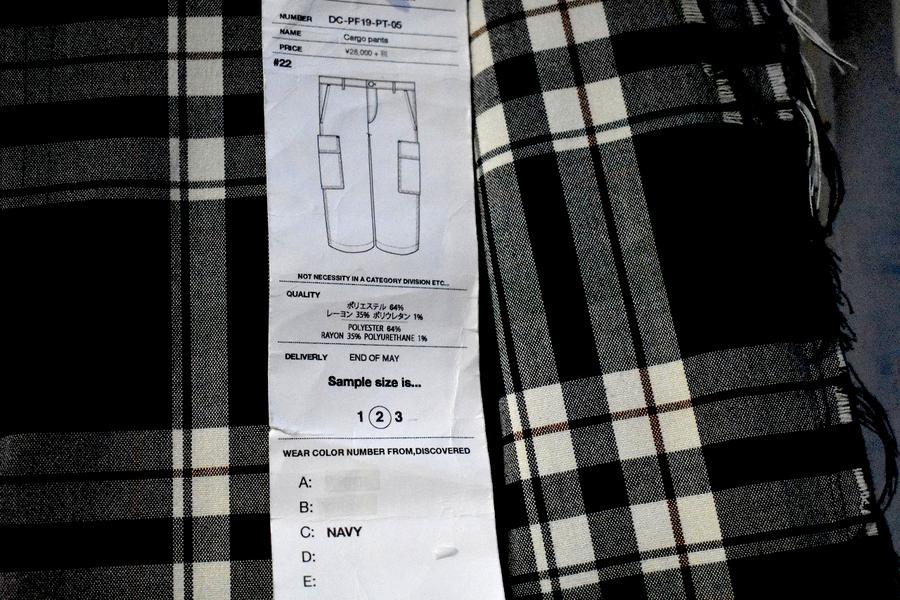 NUMBER DC-PF19-PT-05
NAME Cargo pants
PRICE ¥28,000 + 税
#22
NOT NECESSITY IN A CATEGORY DIVISION ETC...
QUALITY
ポリエステル 64%
レーヨン 35% ポリウレタン 1%
POLYESTER 64%
RAYON 35% POLYURETHANE 1%
DELIVERLY END OF MAY
Sample size is...
1 2 3
WEAR COLOR NUMBER FROM,DISCOVERED
A:
B:
C: NAVY
D:
E: